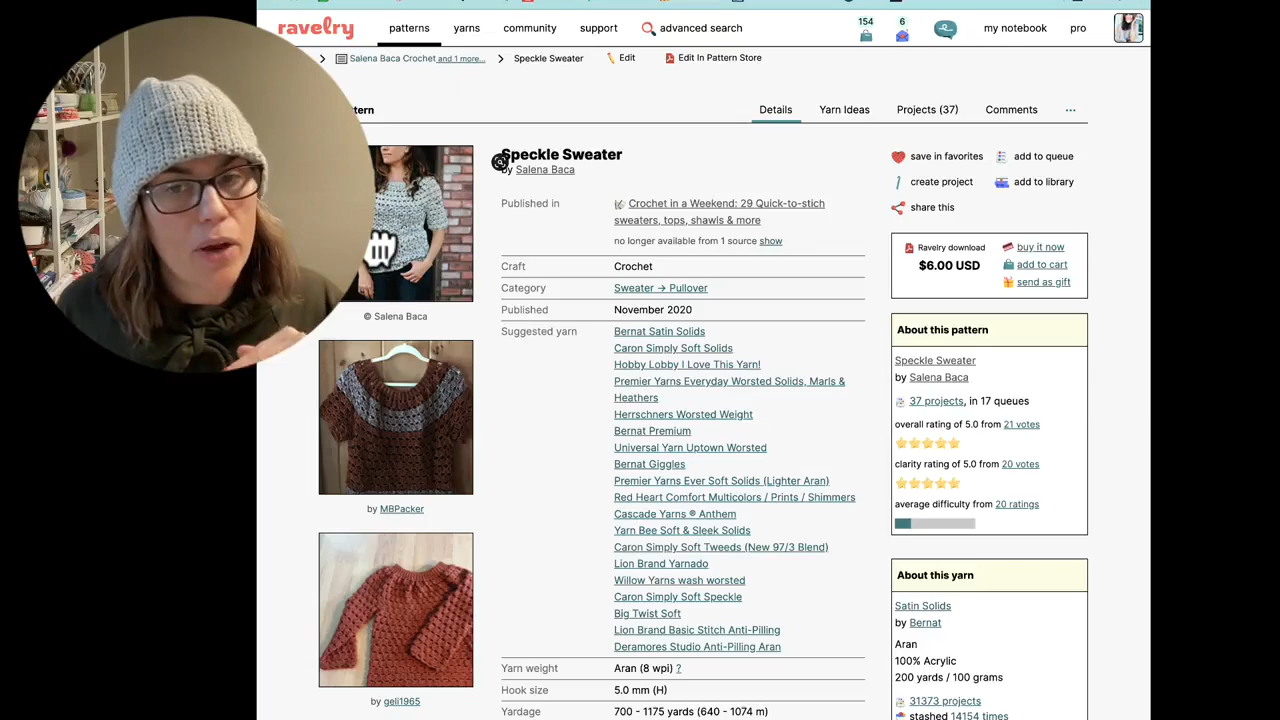 ravelry
patterns
yarns
community
support
advanced search
154
6
my notebook
pro
Salena Baca Crochet and 1 more...
Speckle Sweater
Edit
Edit In Pattern Store
Details
Yarn Ideas
Projects (37)
Comments
Speckle Sweater
by Salena Baca
Published in
Crochet in a Weekend: 29 Quick-to-stich
sweaters, tops, shawls & more
no longer available from 1 source show
Craft
Crochet
Category
Sweater → Pullover
Published
November 2020
Suggested yarn
Bernat Satin Solids
Caron Simply Soft Solids
Hobby Lobby I Love This Yarn!
Premier Yarns Everyday Worsted Solids, Marls &
Heathers
Herrschners Worsted Weight
Bernat Premium
Universal Yarn Uptown Worsted
Bernat Giggles
Premier Yarns Ever Soft Solids (Lighter Aran)
Red Heart Comfort Multicolors / Prints / Shimmers
Cascade Yarns ® Anthem
Yarn Bee Soft & Sleek Solids
Caron Simply Soft Tweeds (New 97/3 Blend)
Lion Brand Yarnado
Willow Yarns wash worsted
Caron Simply Soft Speckle
Big Twist Soft
Lion Brand Basic Stitch Anti-Pilling
Deramores Studio Anti-Pilling Aran
Yarn weight
Aran (8 wpi) ?
Hook size
5.0 mm (H)
Yardage
700 - 1175 yards (640 - 1074 m)
© Salena Baca
by MBPacker
by geli1965
save in favorites
add to queue
create project
add to library
share this
Ravelry download
$6.00 USD
buy it now
add to cart
send as gift
About this pattern
Speckle Sweater
by Salena Baca
37 projects, in 17 queues
overall rating of 5.0 from 21 votes
clarity rating of 5.0 from 20 votes
average difficulty from 20 ratings
About this yarn
Satin Solids
by Bernat
Aran
100% Acrylic
200 yards / 100 grams
31373 projects
stashed 14154 times